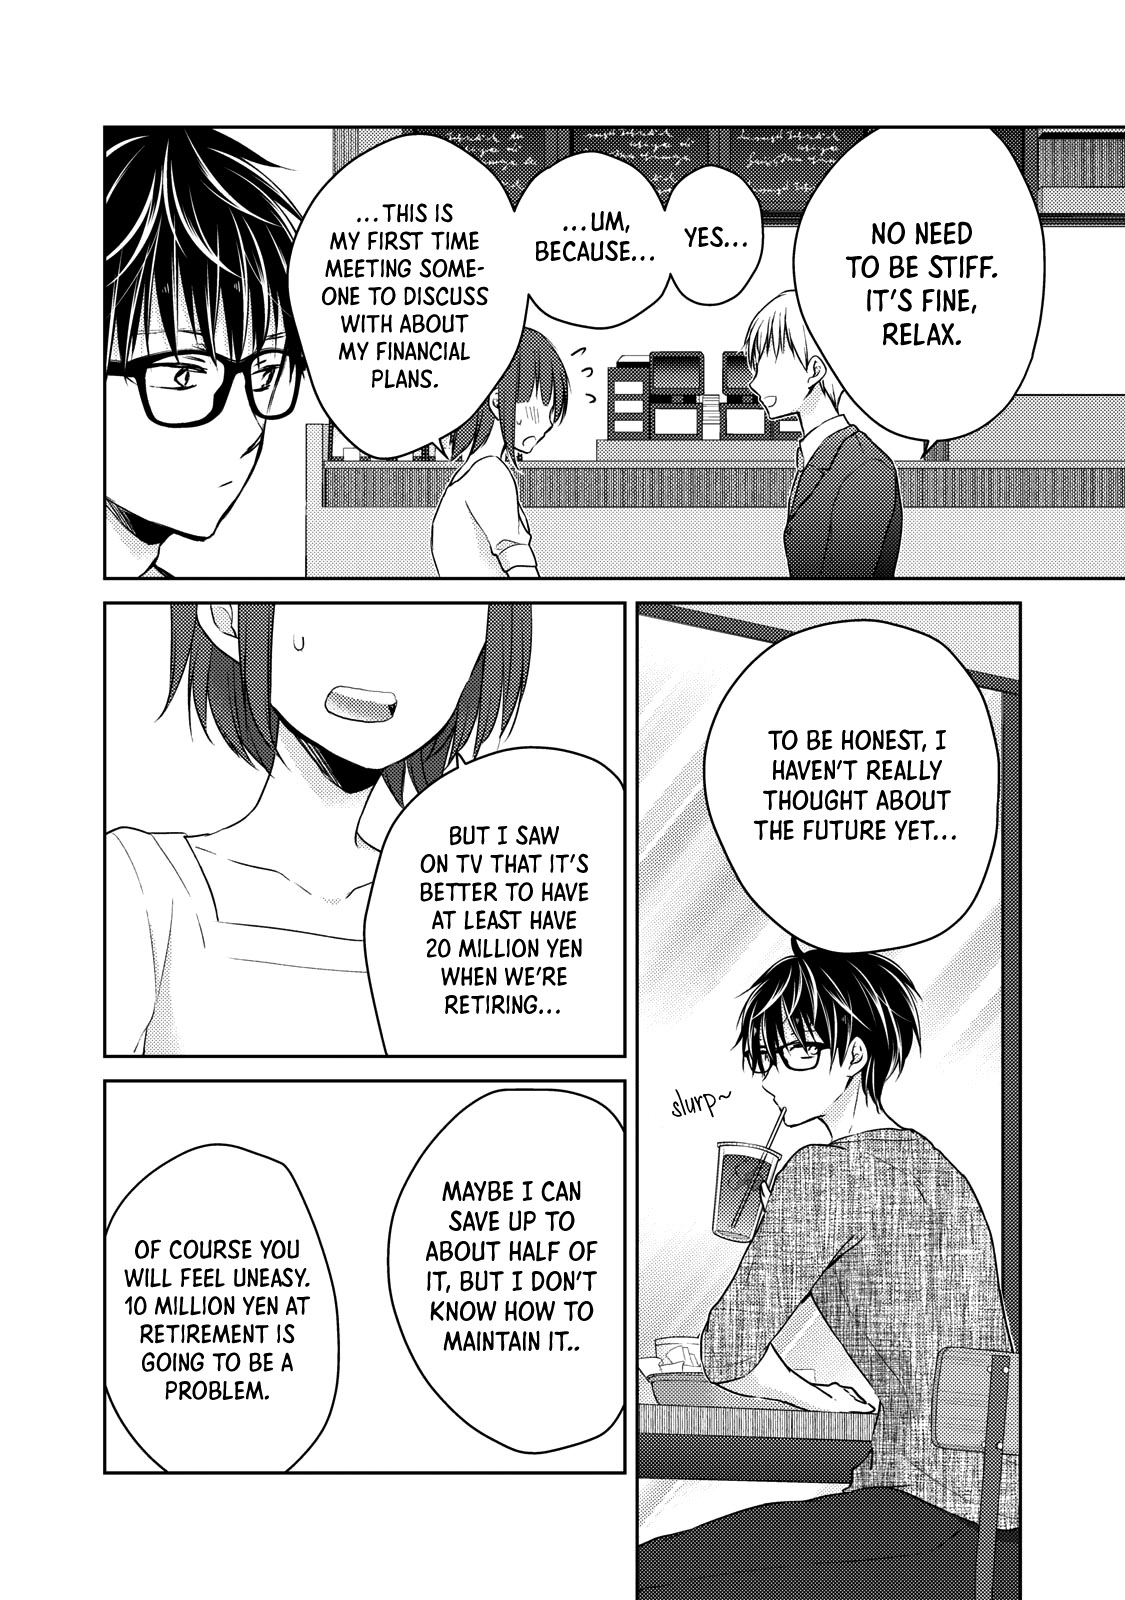 NO NEED
TO BE STIFF.
IT'S FINE,
RELAX.
YES...
...UM,
BECAUSE...
...THIS IS
MY FIRST TIME
MEETING SOME-
ONE TO DISCUSS
WITH ABOUT
MY FINANCIAL
PLANS.
TO BE HONEST, I
HAVEN'T REALLY
THOUGHT ABOUT
THE FUTURE YET...
slurp~
BUT I SAW
ON TV THAT IT'S
BETTER TO HAVE
AT LEAST HAVE
20 MILLION YEN
WHEN WE'RE
RETIRING...
MAYBE I CAN
SAVE UP TO
ABOUT HALF OF
IT, BUT I DON'T
KNOW HOW TO
MAINTAIN IT..
OF COURSE YOU
WILL FEEL UNEASY.
10 MILLION YEN AT
RETIREMENT IS
GOING TO BE A
PROBLEM.